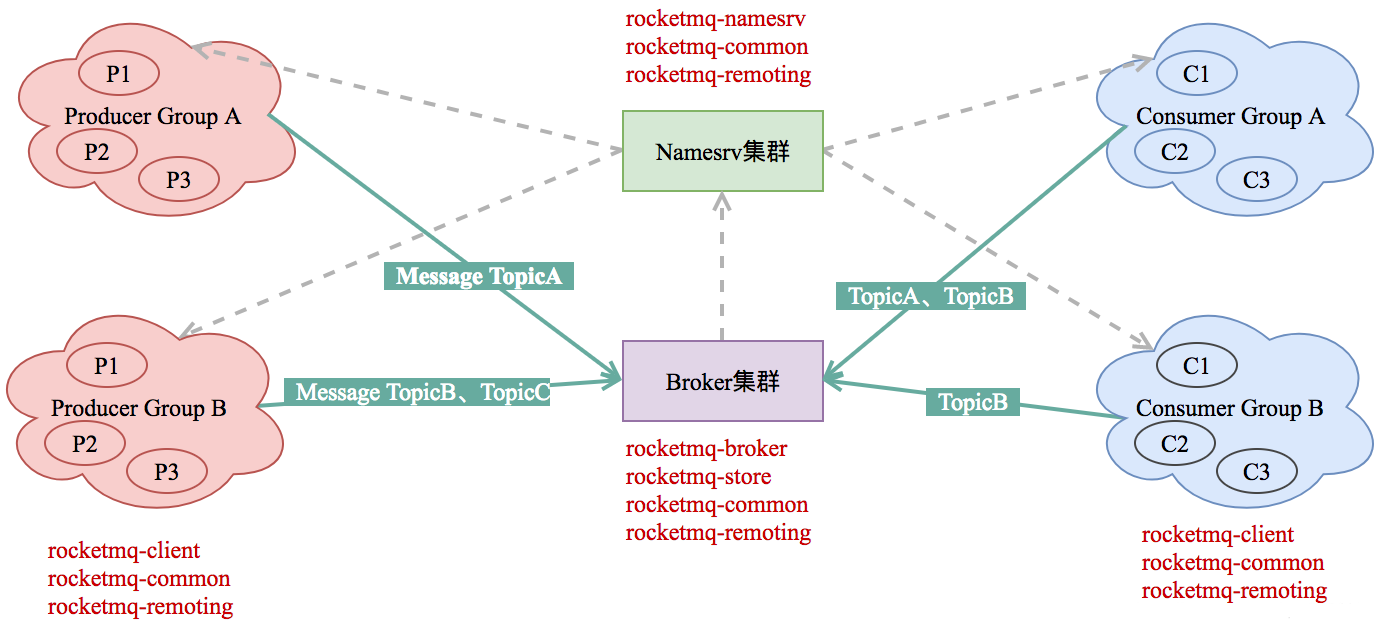 rocketmq-namesrv
rocketmq-common
rocketmq-remoting
P1
Producer Group A
P2
P3
Namesrv集群
C1
Consumer Group A
C2
C3
Message TopicA
TopicA、TopicB
P1
Producer Group B
P2
P3
Message TopicB、TopicC
Broker集群
TopicB
C1
Consumer Group B
C2
C3
rocketmq-broker
rocketmq-store
rocketmq-common
rocketmq-remoting
rocketmq-client
rocketmq-common
rocketmq-remoting
rocketmq-client
rocketmq-common
rocketmq-remoting